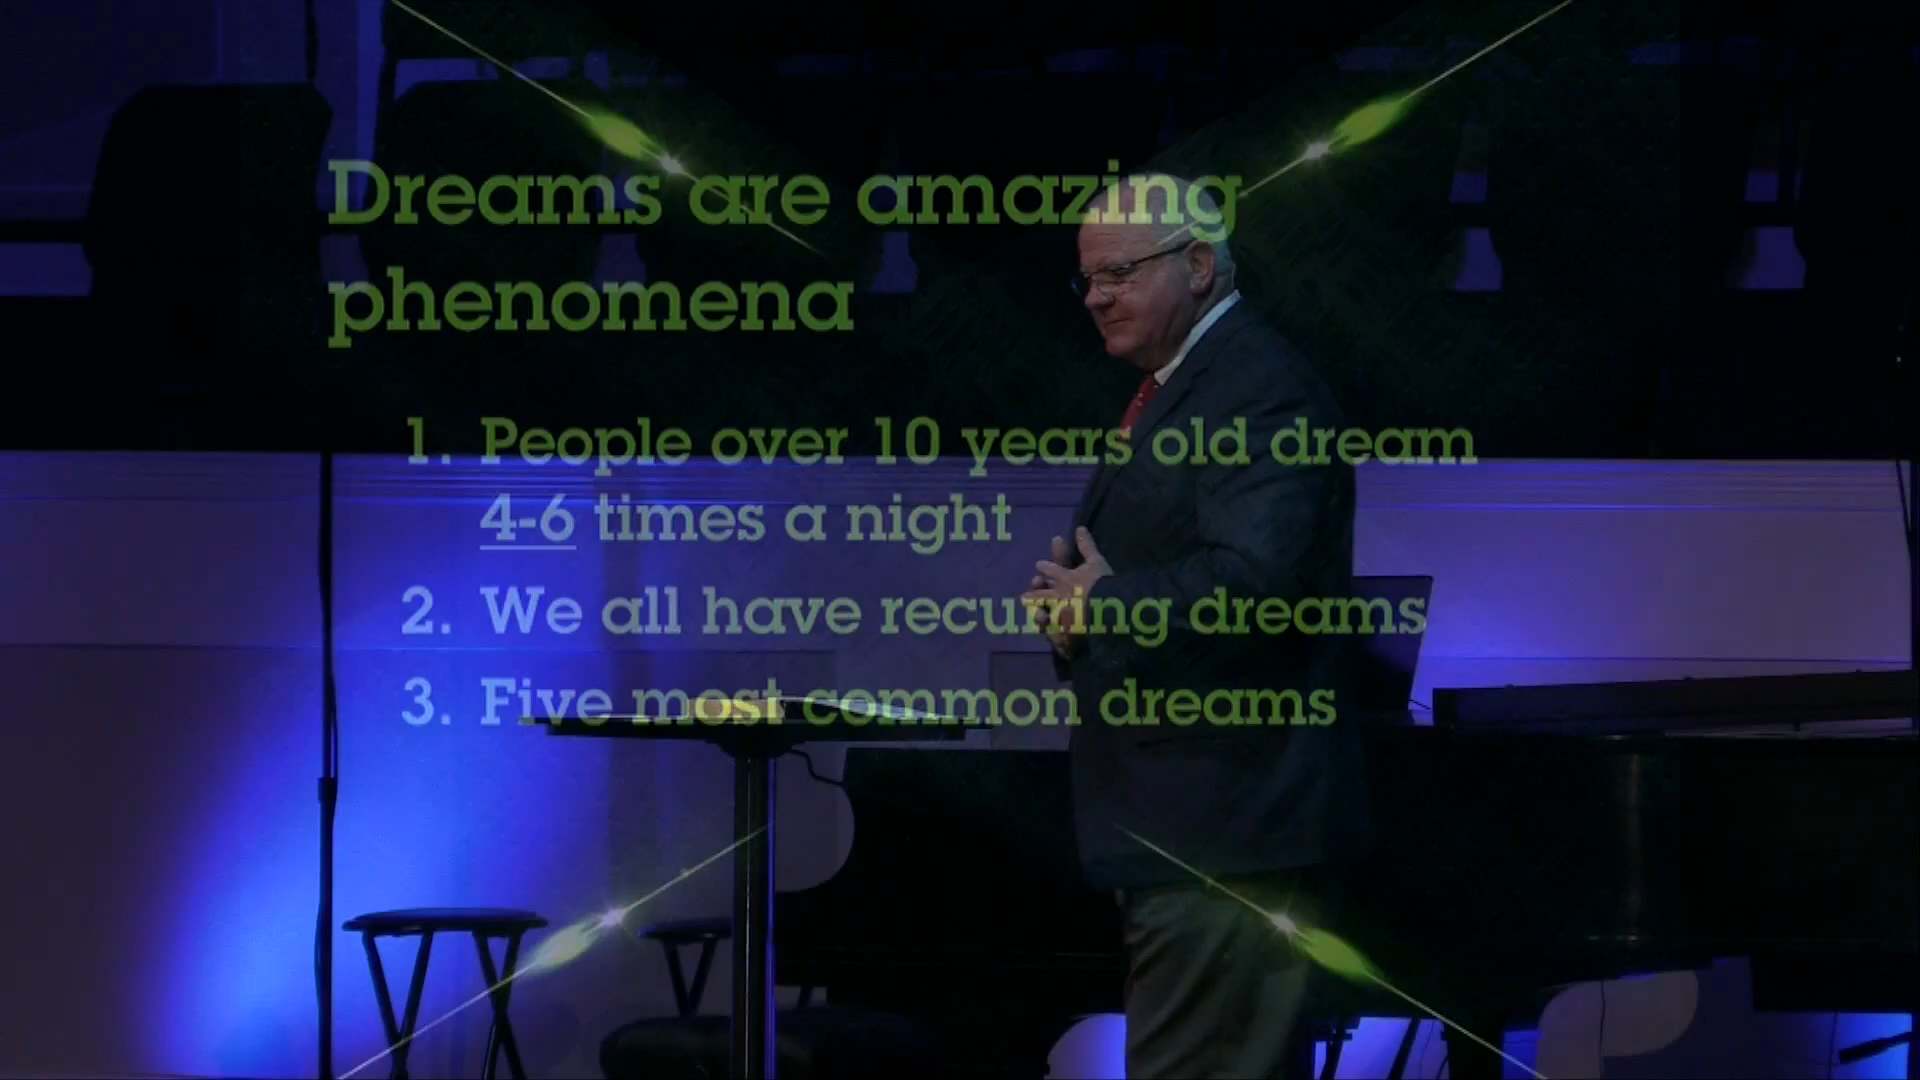 Dreams are amazing
phenomena
1. People over 10 years old dream
4-6 times a night
2. We all have recurring dreams
3. Five most common dreams